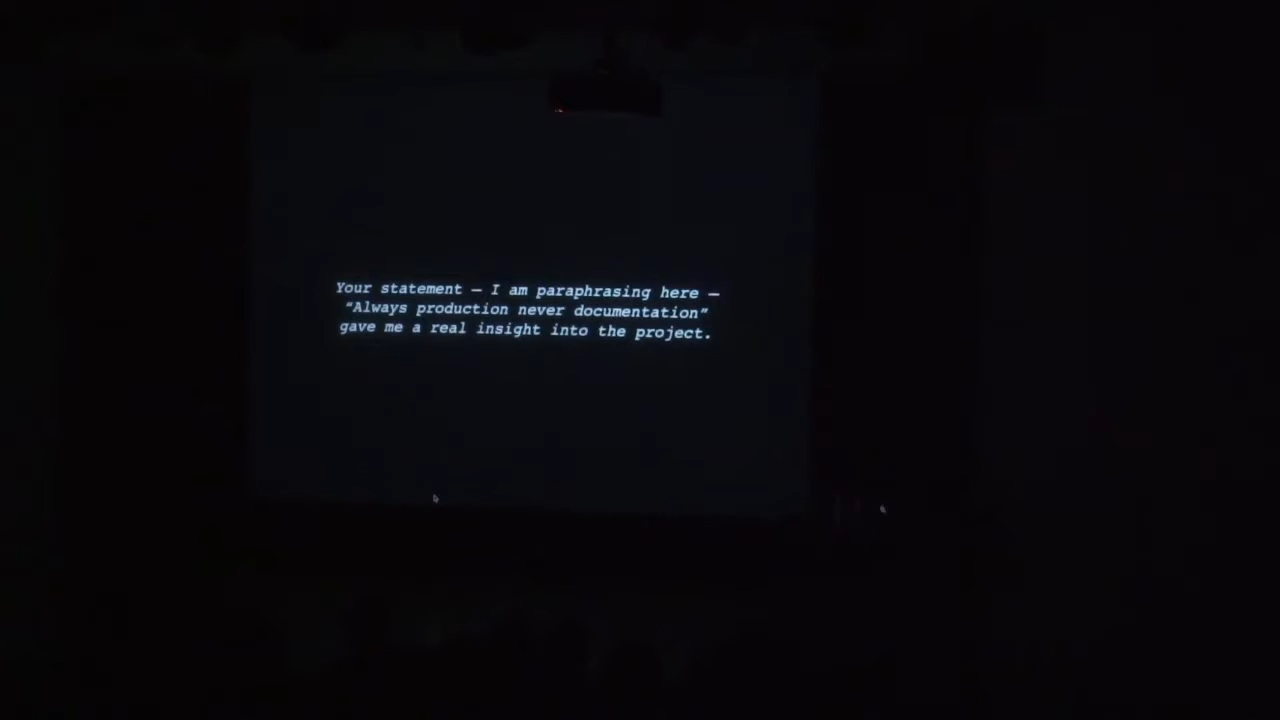 Your statement — I am paraphrasing here —
“Always production never documentation”
gave me a real insight into the project.